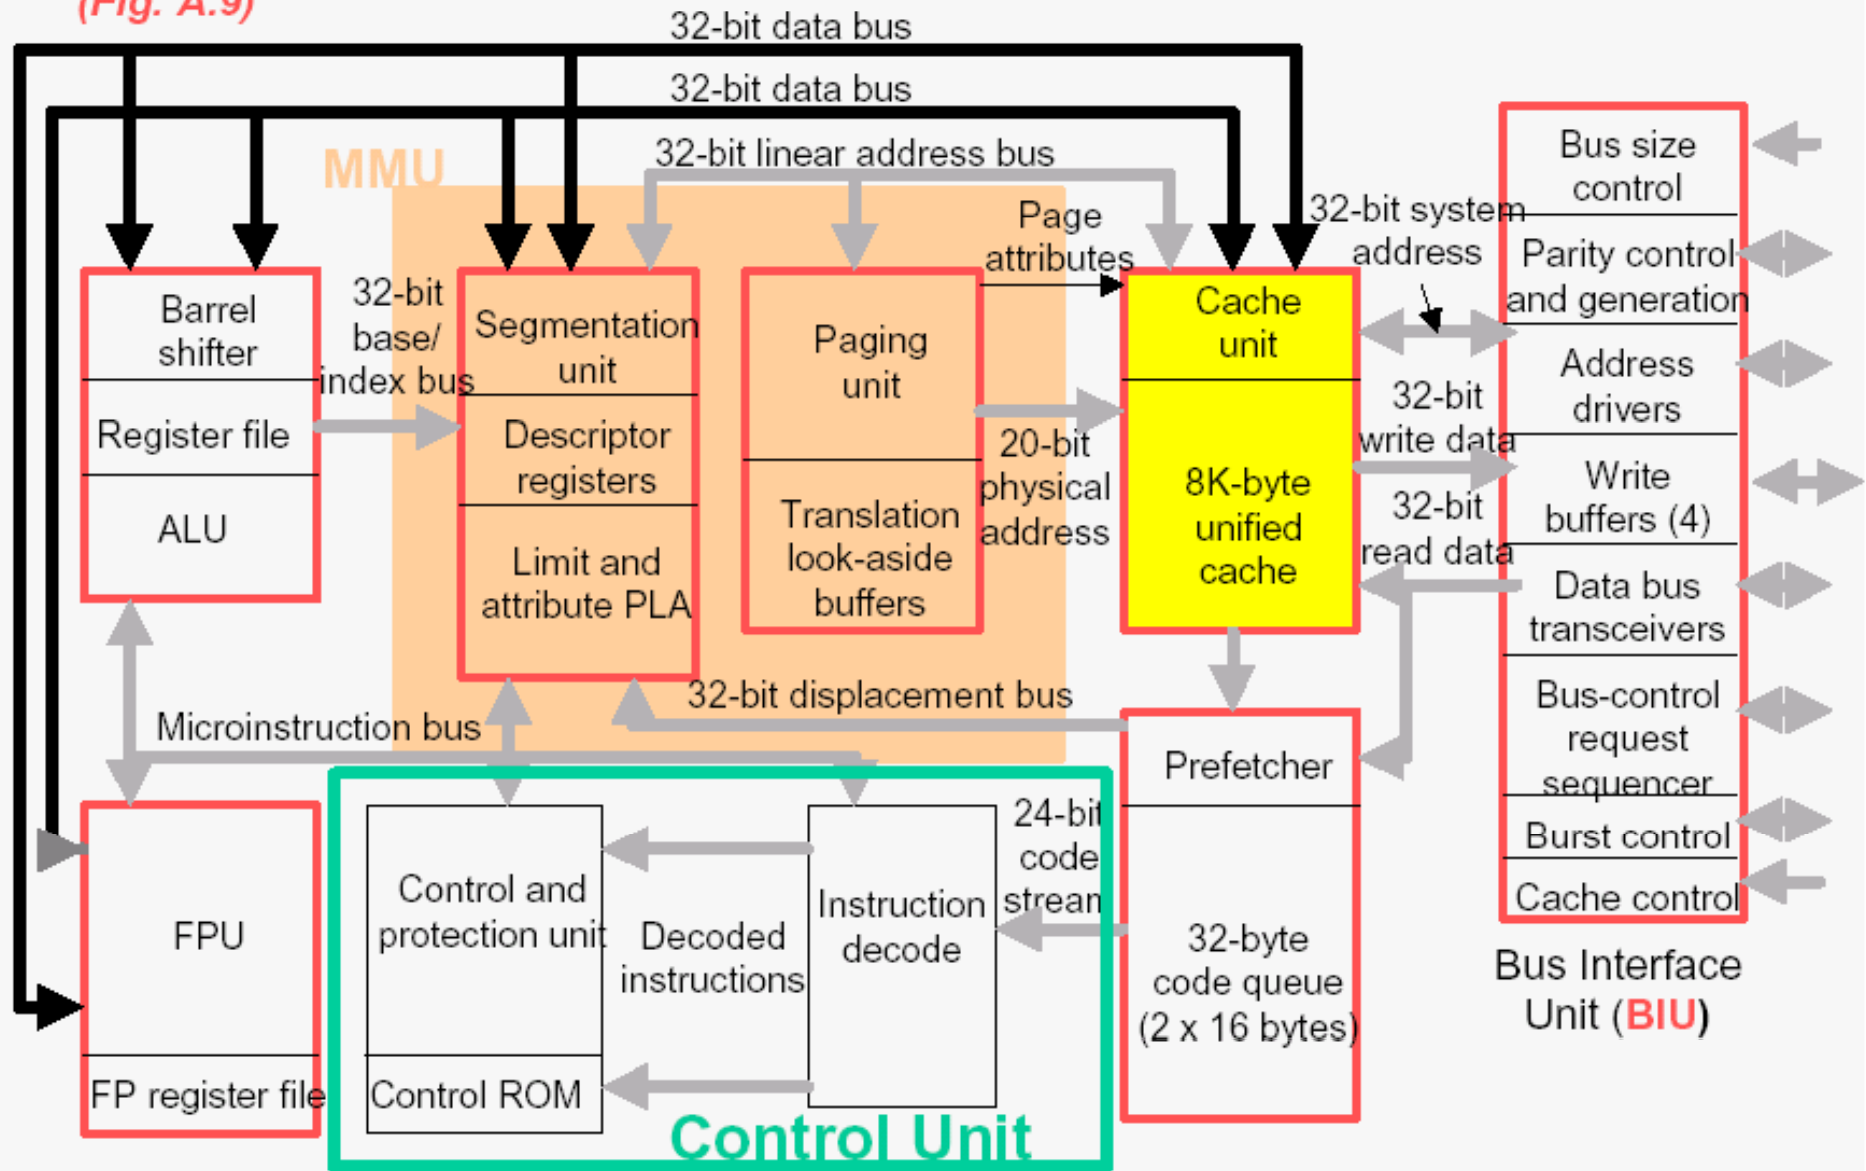 (Fig. A.9)
32-bit data bus
32-bit data bus
MMU
32-bit linear address bus
Page
attributes
32-bit system
address
Barrel
shifter
Register file
ALU
32-bit
base/
index bus
Segmentation
unit
Descriptor
registers
Limit and
attribute PLA
Paging
unit
Translation
look-aside
buffers
20-bit
physical
address
Cache
unit
8K-byte
unified
cache
32-bit
write data
32-bit
read data
Bus size
control
Parity control
and generation
Address
drivers
Write
buffers (4)
Data bus
transceivers
Bus-control
request
sequencer
Burst control
Cache control
Bus Interface
Unit (BIU)
Microinstruction bus
32-bit displacement bus
FPU
FP register file
Control and
protection unit
Control ROM
Decoded
instructions
Instruction
decode
24-bit
code
stream
Prefetcher
32-byte
code queue
(2 x 16 bytes)
Control Unit